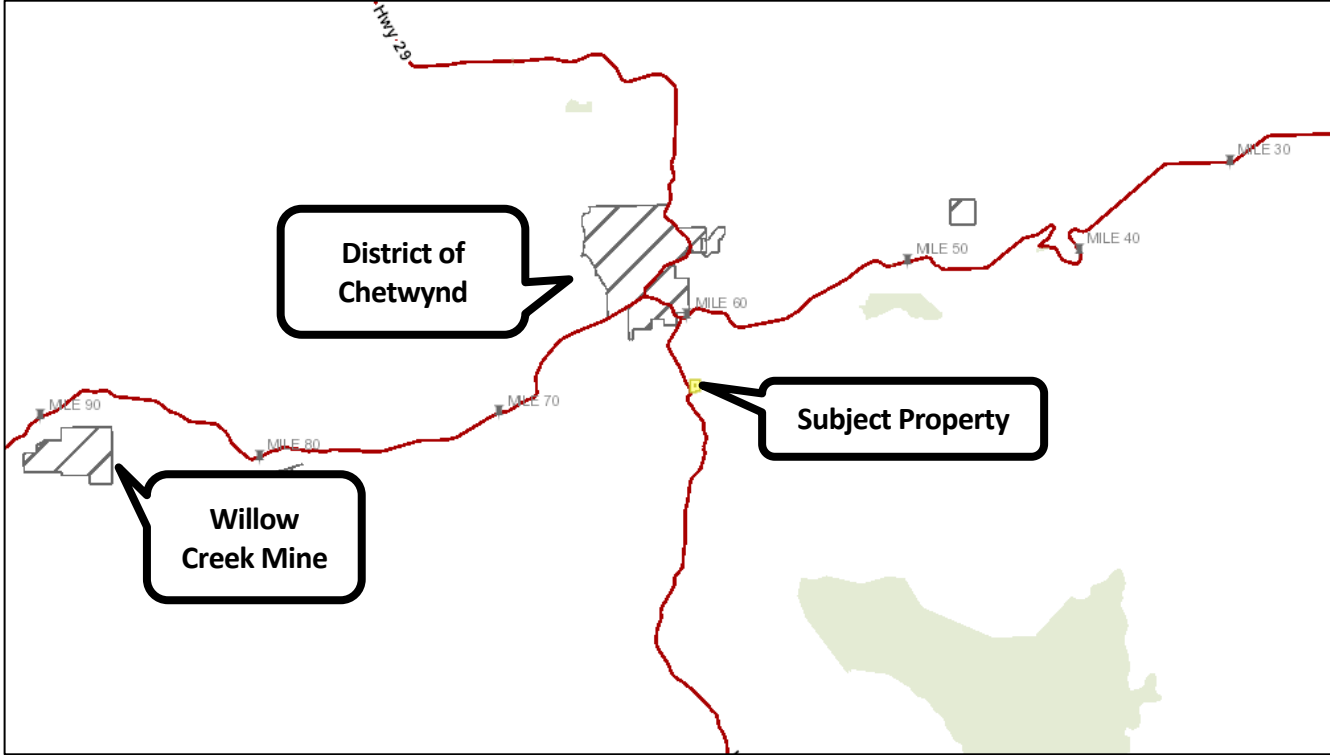 Hwy 29
MILE 30
MILE 40
MILE 50
District of
Chetwynd
MILE 60
Subject Property
MILE 70
MILE 90
MILE 80
Willow
Creek Mine